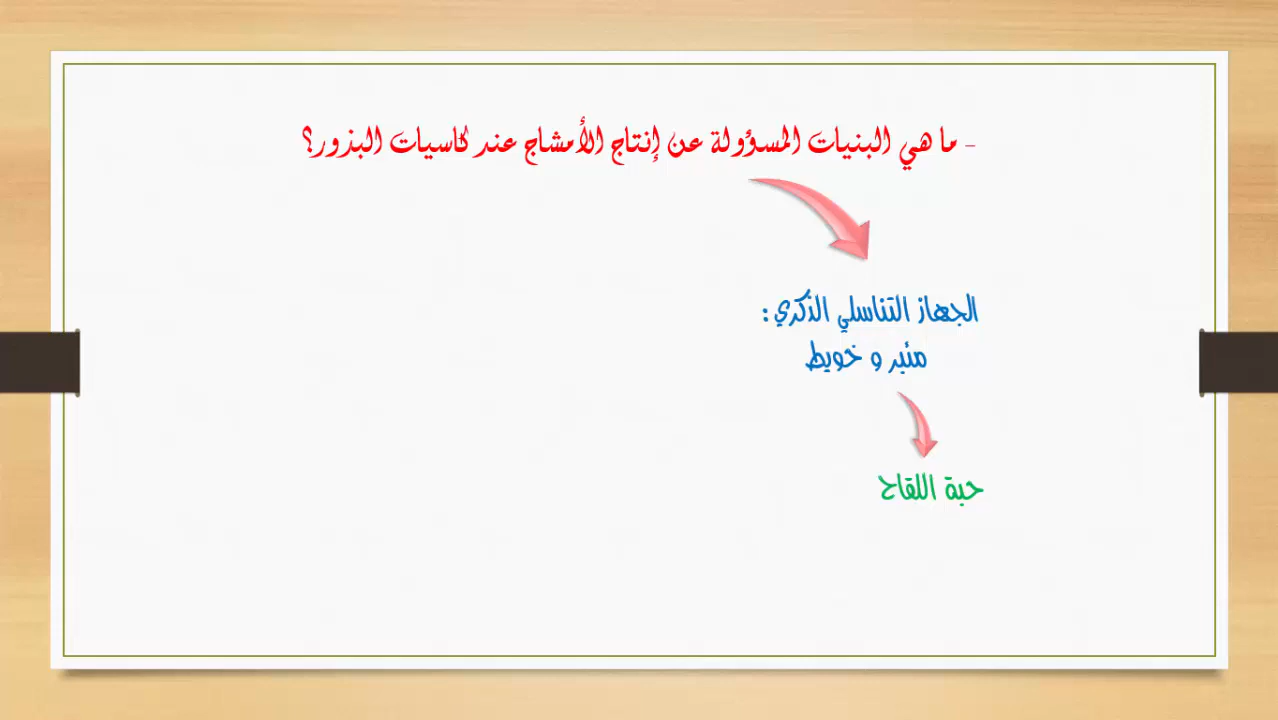 - ما هي البنيات المسؤولة عن إنتاج الأمشاج عند كاسيات البذور؟
الجهاز التناسلي الذكري :
مئبر و خويط
حبة اللقاح